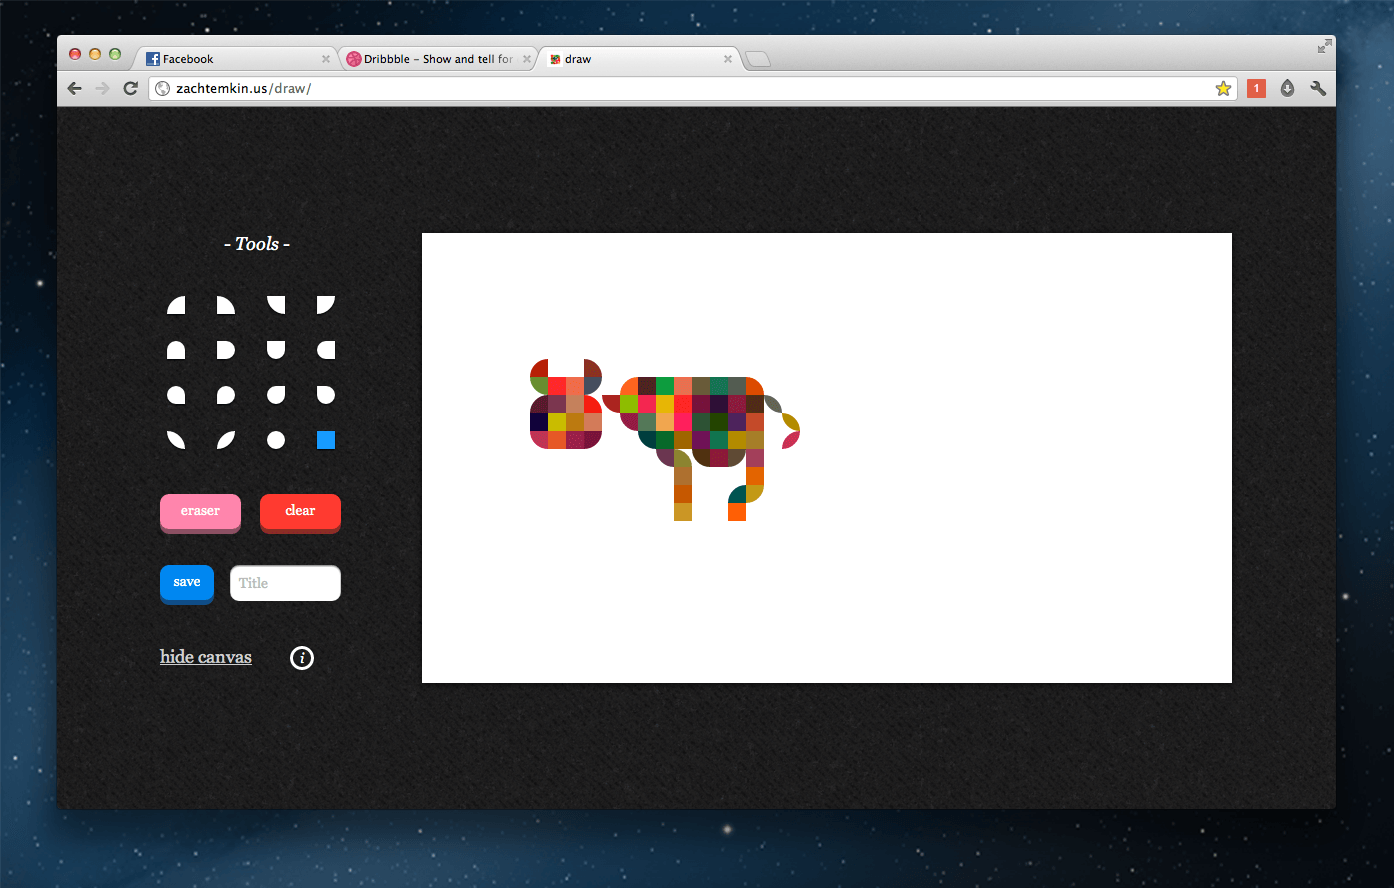 Facebook
Dribbble – Show and tell for
draw
zachtemkin.us/draw/
1
- Tools -
eraser
clear
save
Title
hide canvas
i